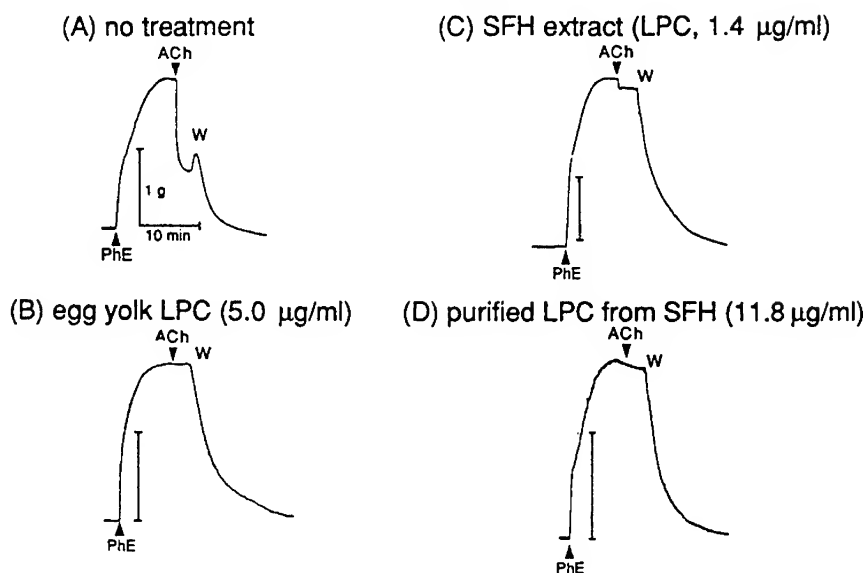 (A) no treatment
ACh
W
1 g
10 min
PhE
(C) SFH extract (LPC, 1.4 μg/ml)
ACh
W
PhE
(B) egg yolk LPC (5.0 μg/ml)
ACh
W
PhE
(D) purified LPC from SFH (11.8 μg/ml)
ACh
W
PhE